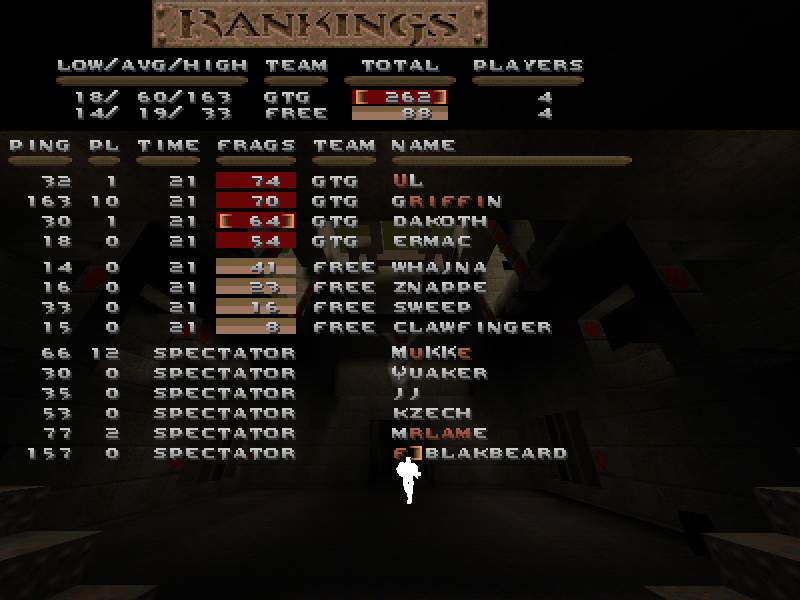 RANKINGS
LOW/AVG/HIGH TEAM TOTAL PLAYERS
18/ 60/163 GTG 262 4
14/ 19/ 33 FREE 88 4
PING PL TIME FRAGS TEAM NAME
32 1 21 74 GTG UL
163 10 21 70 GTG GRIFFIN
30 1 21 64 GTG DAKOTH
18 0 21 54 GTG ERMAC
14 0 21 41 FREE WHAJNA
16 0 21 23 FREE ZNAPPE
33 0 21 16 FREE SWEEP
15 0 21 8 FREE CLAWFINGER
66 12 SPECTATOR MUKKE
30 0 SPECTATOR WUAKER
35 0 SPECTATOR JJ
53 0 SPECTATOR KZECH
77 2 SPECTATOR MRLAME
157 0 SPECTATOR BLAKBEARD